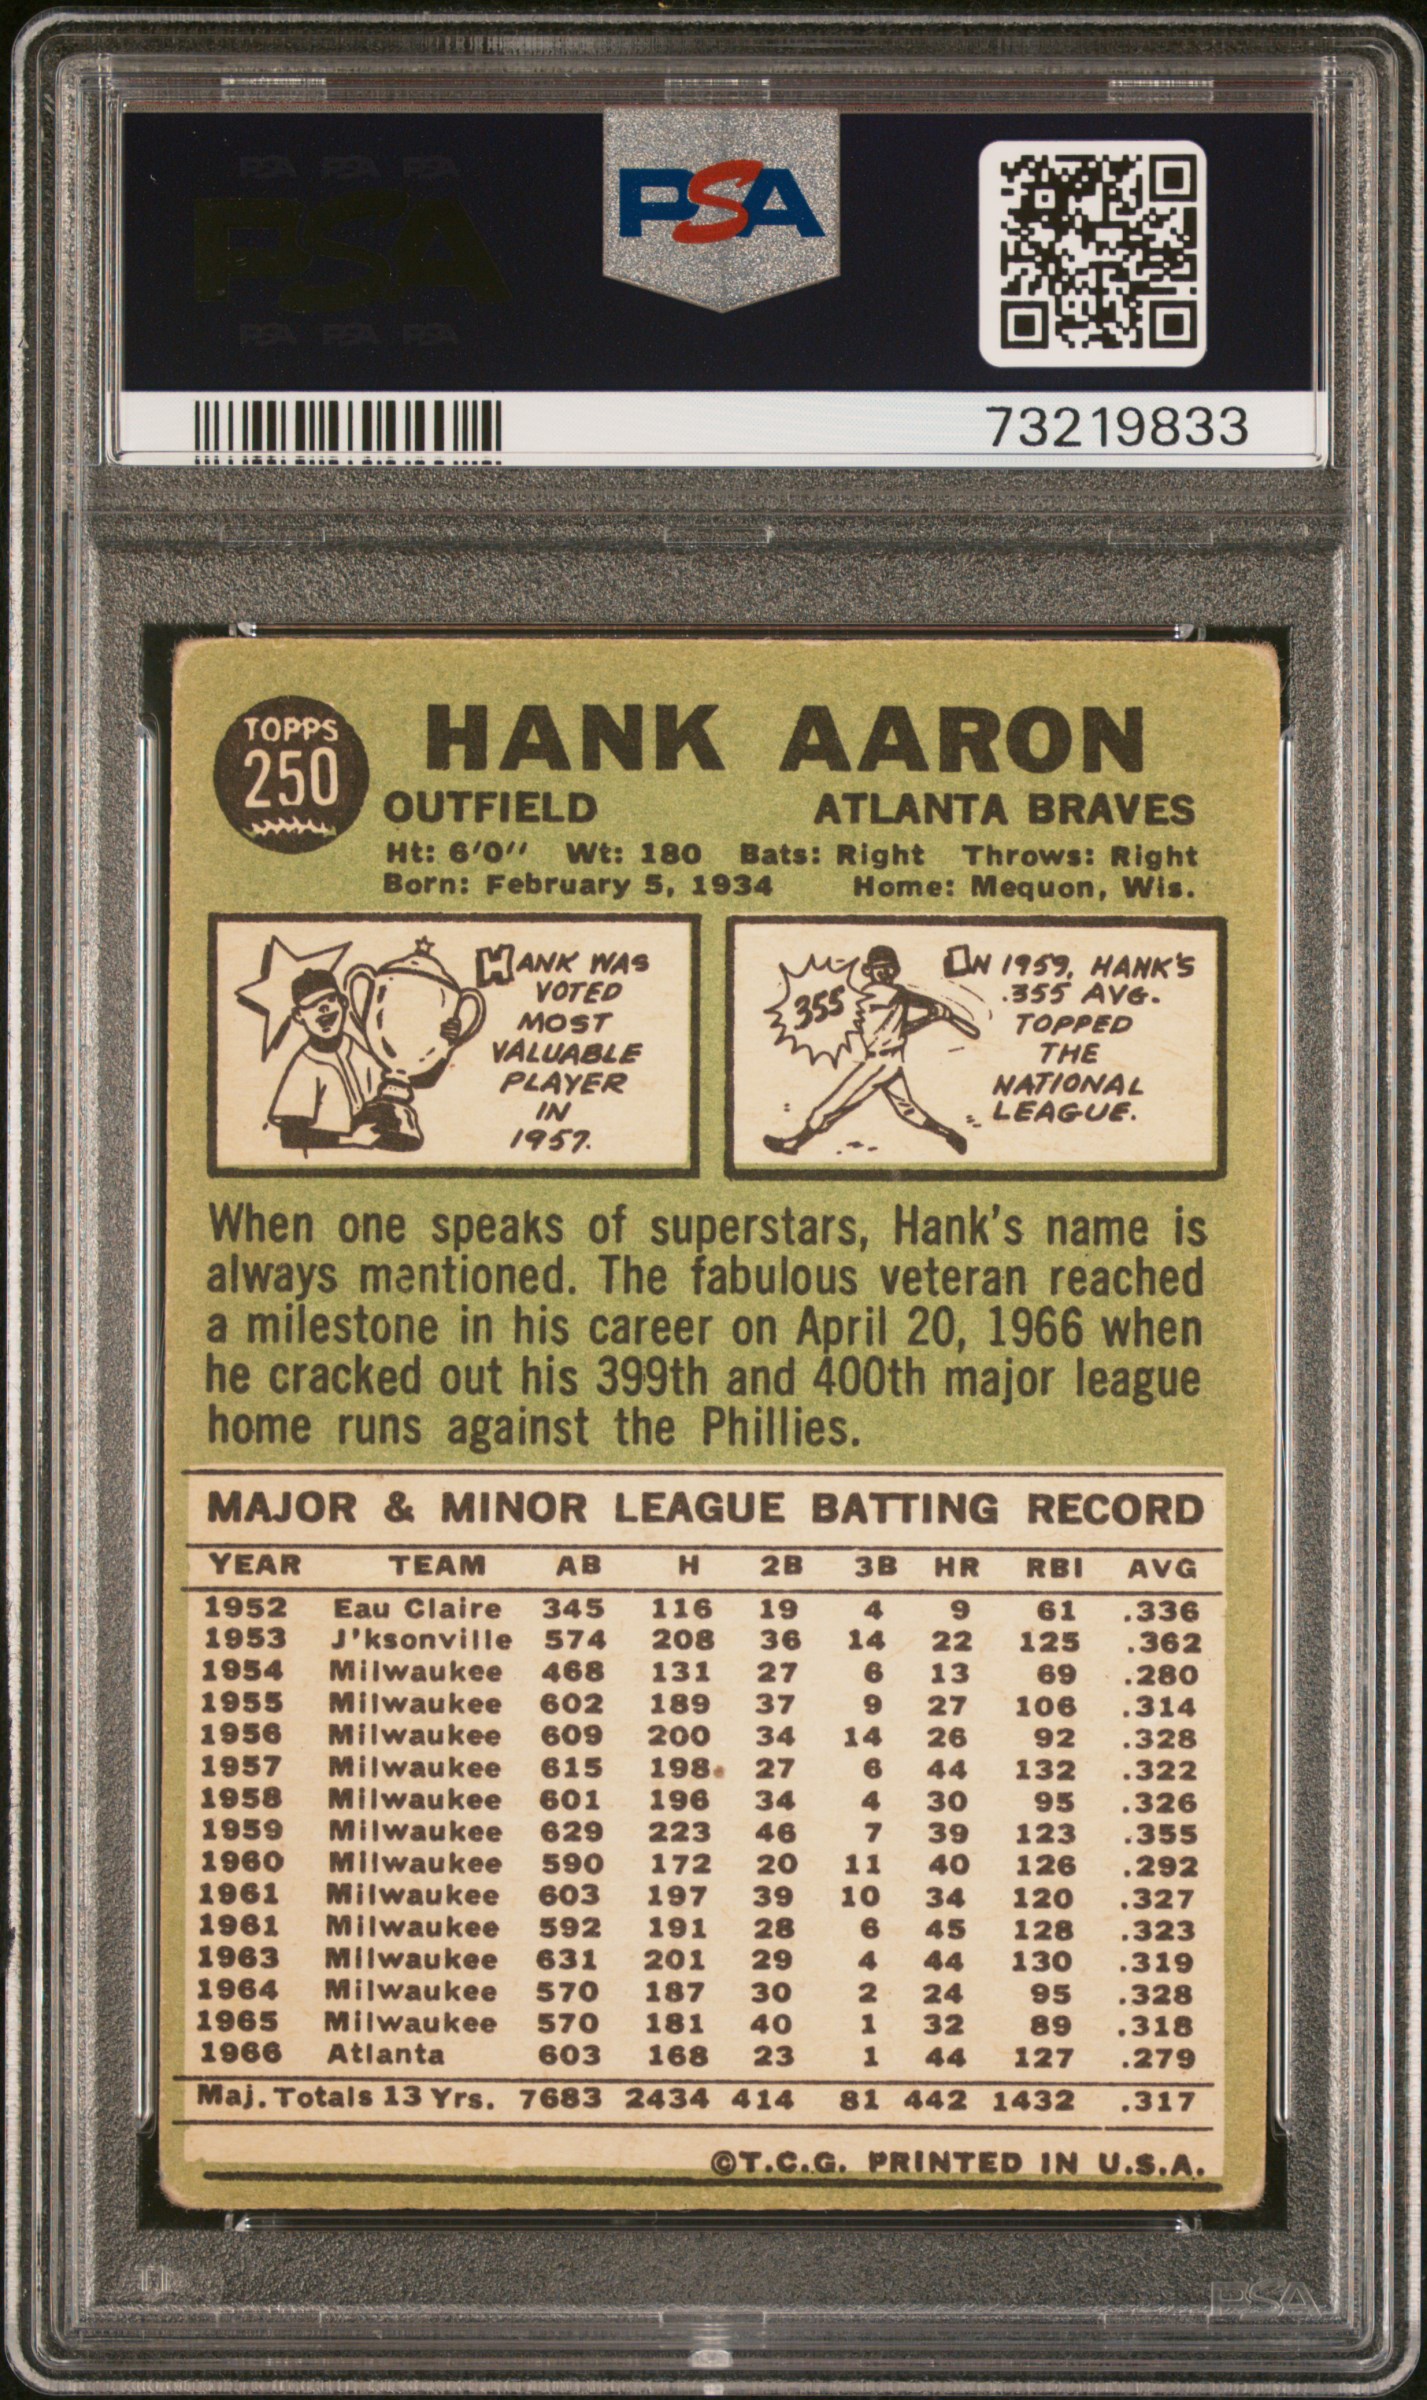 PSA PSA PSA
PSA
PSA PSA PSA
PSA
73219833
TOPPS
250
HANK AARON
OUTFIELD ATLANTA BRAVES
Ht: 6'0" Wt: 180 Bats: Right Throws: Right
Born: February 5, 1934 Home: Mequon, Wis.
HANK WAS
VOTED
MOST
VALUABLE
PLAYER
IN
1957.
355
IN 1959, HANK'S
.355 AVG.
TOPPED
THE
NATIONAL
LEAGUE.
When one speaks of superstars, Hank's name is
always mentioned. The fabulous veteran reached
a milestone in his career on April 20, 1966 when
he cracked out his 399th and 400th major league
home runs against the Phillies.
MAJOR & MINOR LEAGUE BATTING RECORD
YEAR TEAM AB H 2B 3B HR RBI AVG
1952 Eau Claire 345 116 19 4 9 61 .336
1953 J'ksonville 574 208 36 14 22 125 .362
1954 Milwaukee 468 131 27 6 13 69 .280
1955 Milwaukee 602 189 37 9 27 106 .314
1956 Milwaukee 609 200 34 14 26 92 .328
1957 Milwaukee 615 198 27 6 44 132 .322
1958 Milwaukee 601 196 34 4 30 95 .326
1959 Milwaukee 629 223 46 7 39 123 .355
1960 Milwaukee 590 172 20 11 40 126 .292
1961 Milwaukee 603 197 39 10 34 120 .327
1961 Milwaukee 592 191 28 6 45 128 .323
1963 Milwaukee 631 201 29 4 44 130 .319
1964 Milwaukee 570 187 30 2 24 95 .328
1965 Milwaukee 570 181 40 1 32 89 .318
1966 Atlanta 603 168 23 1 44 127 .279
Maj. Totals 13 Yrs. 7683 2434 414 81 442 1432 .317
©T.C.G. PRINTED IN U.S.A.
PSA